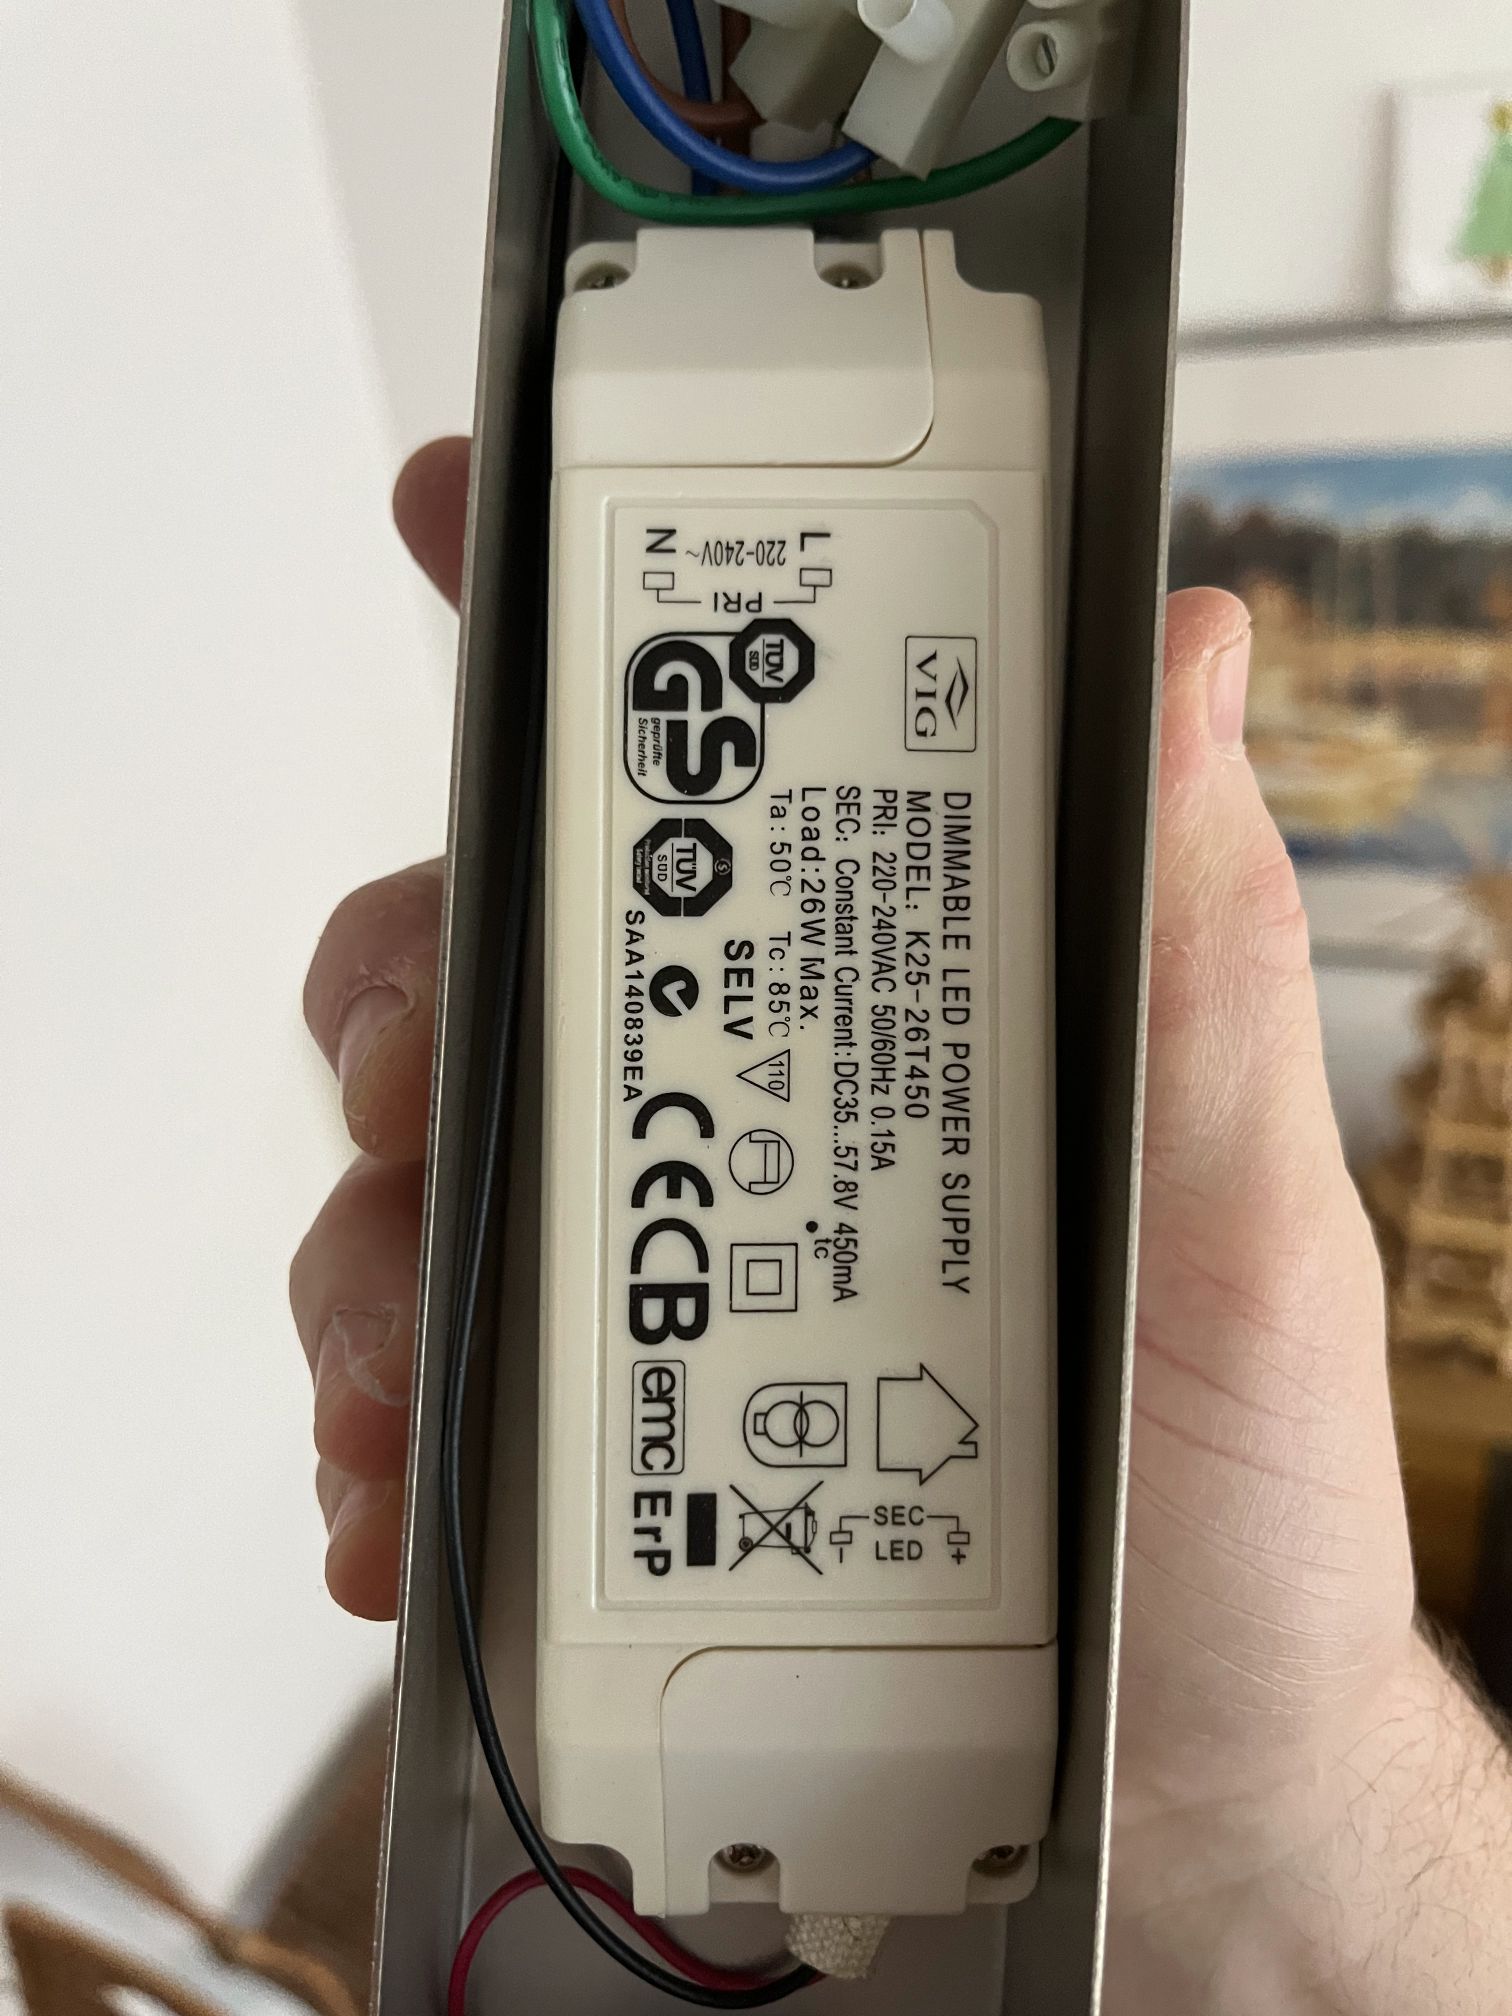 L
220-240V~
N
PRI
VIG
DIMMABLE LED POWER SUPPLY
MODEL: K25-26T450
PRI: 220-240VAC 50/60Hz 0.15A
SEC: Constant Current:DC35...57.8V 450mA
Load:26W Max.
Ta:50℃ Tc:85℃ 110
•tc
SELV
TÜV
SÜD
GS
geprüfte
Sicherheit
TÜV
SÜD
SAA140839EA
CE
CB
emc
ErP
SEC
LED
+
-